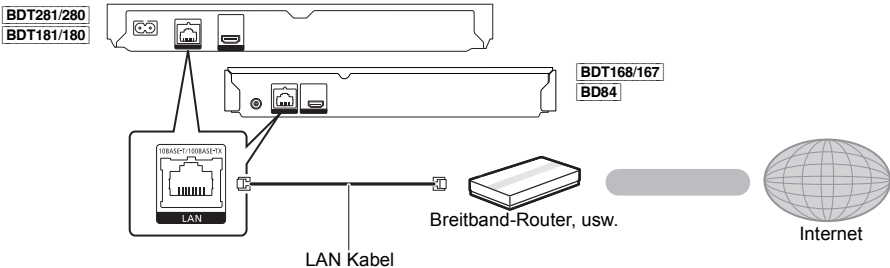 BDT281/280
BDT181/180
BDT168/167
BD84
10BASE-T/100BASE-TX
LAN
Breitband-Router, usw.
Internet
LAN Kabel